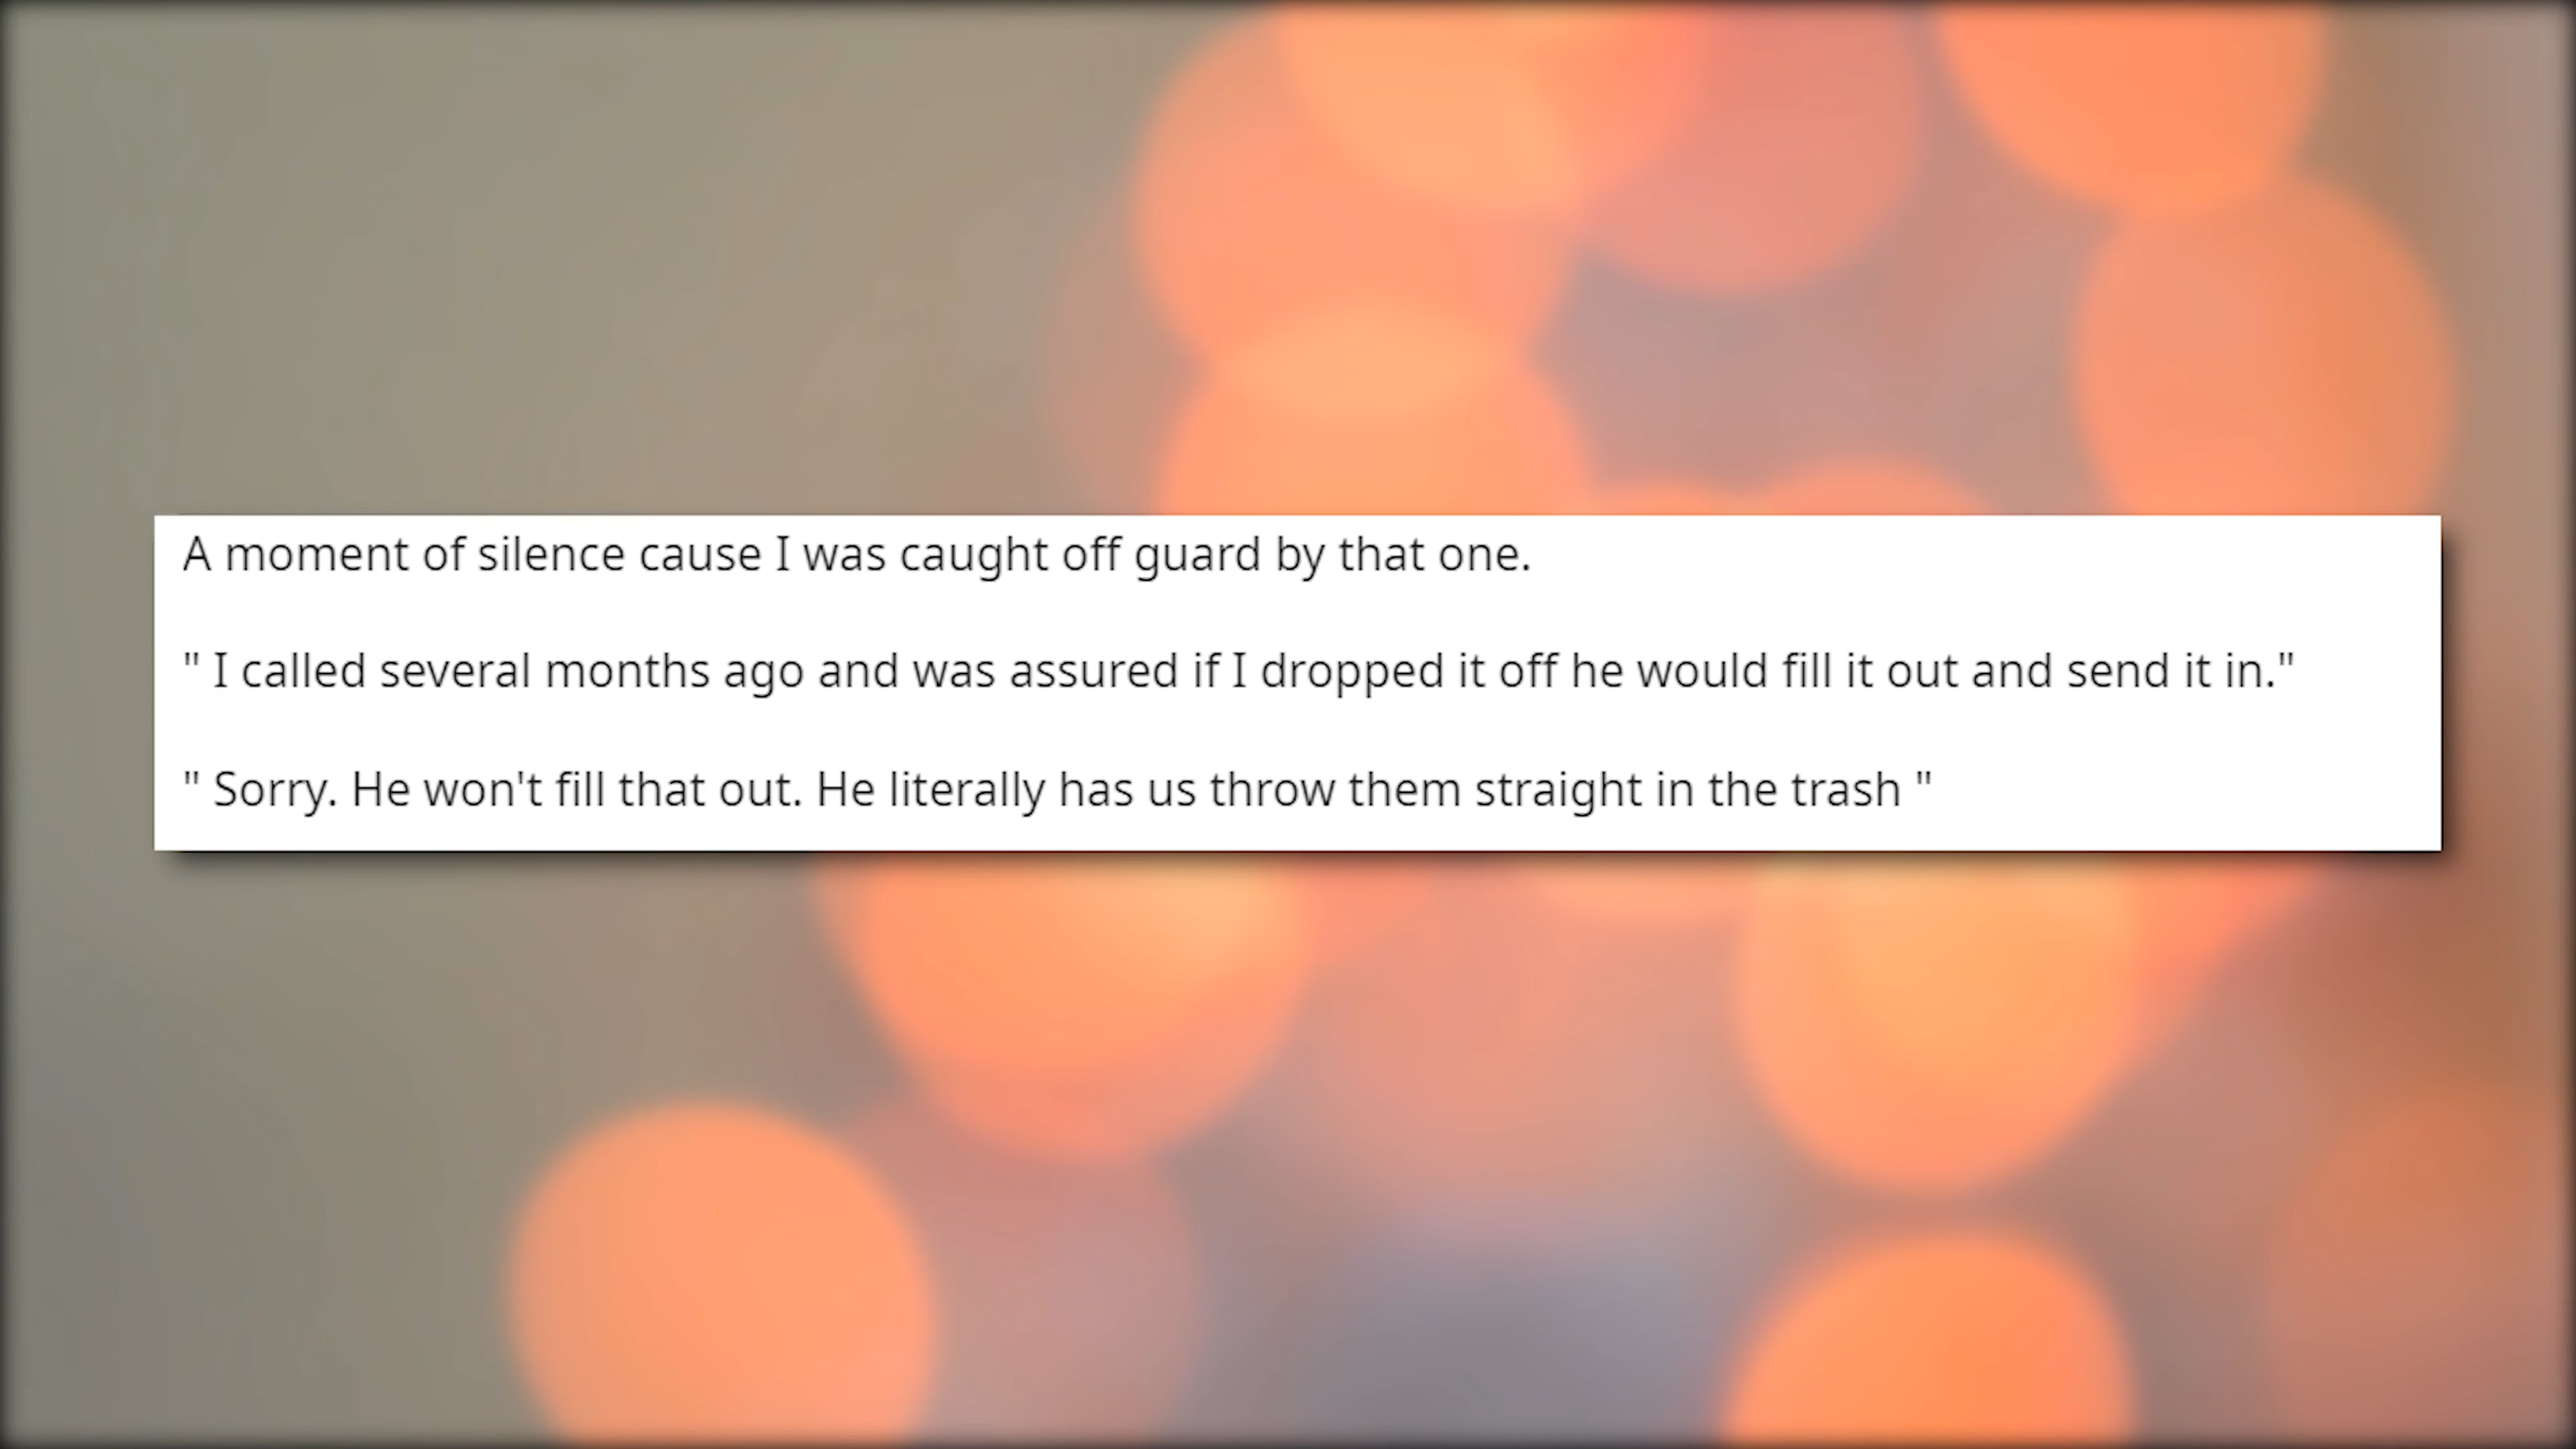 A moment of silence cause I was caught off guard by that one.
" I called several months ago and was assured if I dropped it off he would fill it out and send it in."
" Sorry. He won't fill that out. He literally has us throw them straight in the trash "